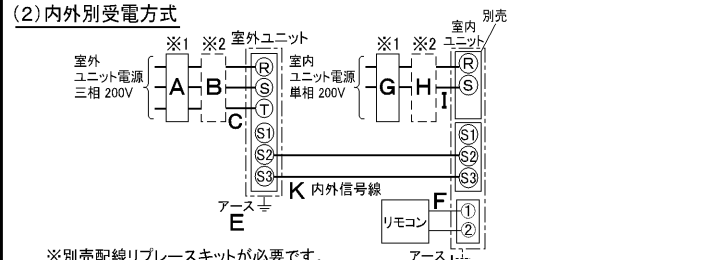 (2)内外別受電方式
別売
※1 ※2 室外ユニット
※1 ※2
室内
ユニット
室外
ユニット電源
三相 200V
A
B
C
R
S
T
S1
S2
S3
室内
ユニット電源
単相 200V
G
H
I
R
S
S1
S2
S3
K 内外信号線
アース
E
F
リモコン
①
②
※別売配線リプレースキットが必要です。
アース